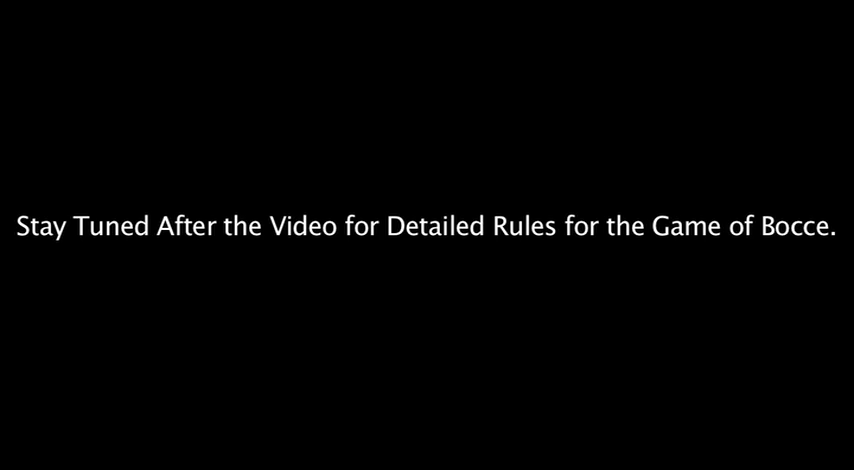 Stay Tuned After the Video for Detailed Rules for the Game of Bocce.